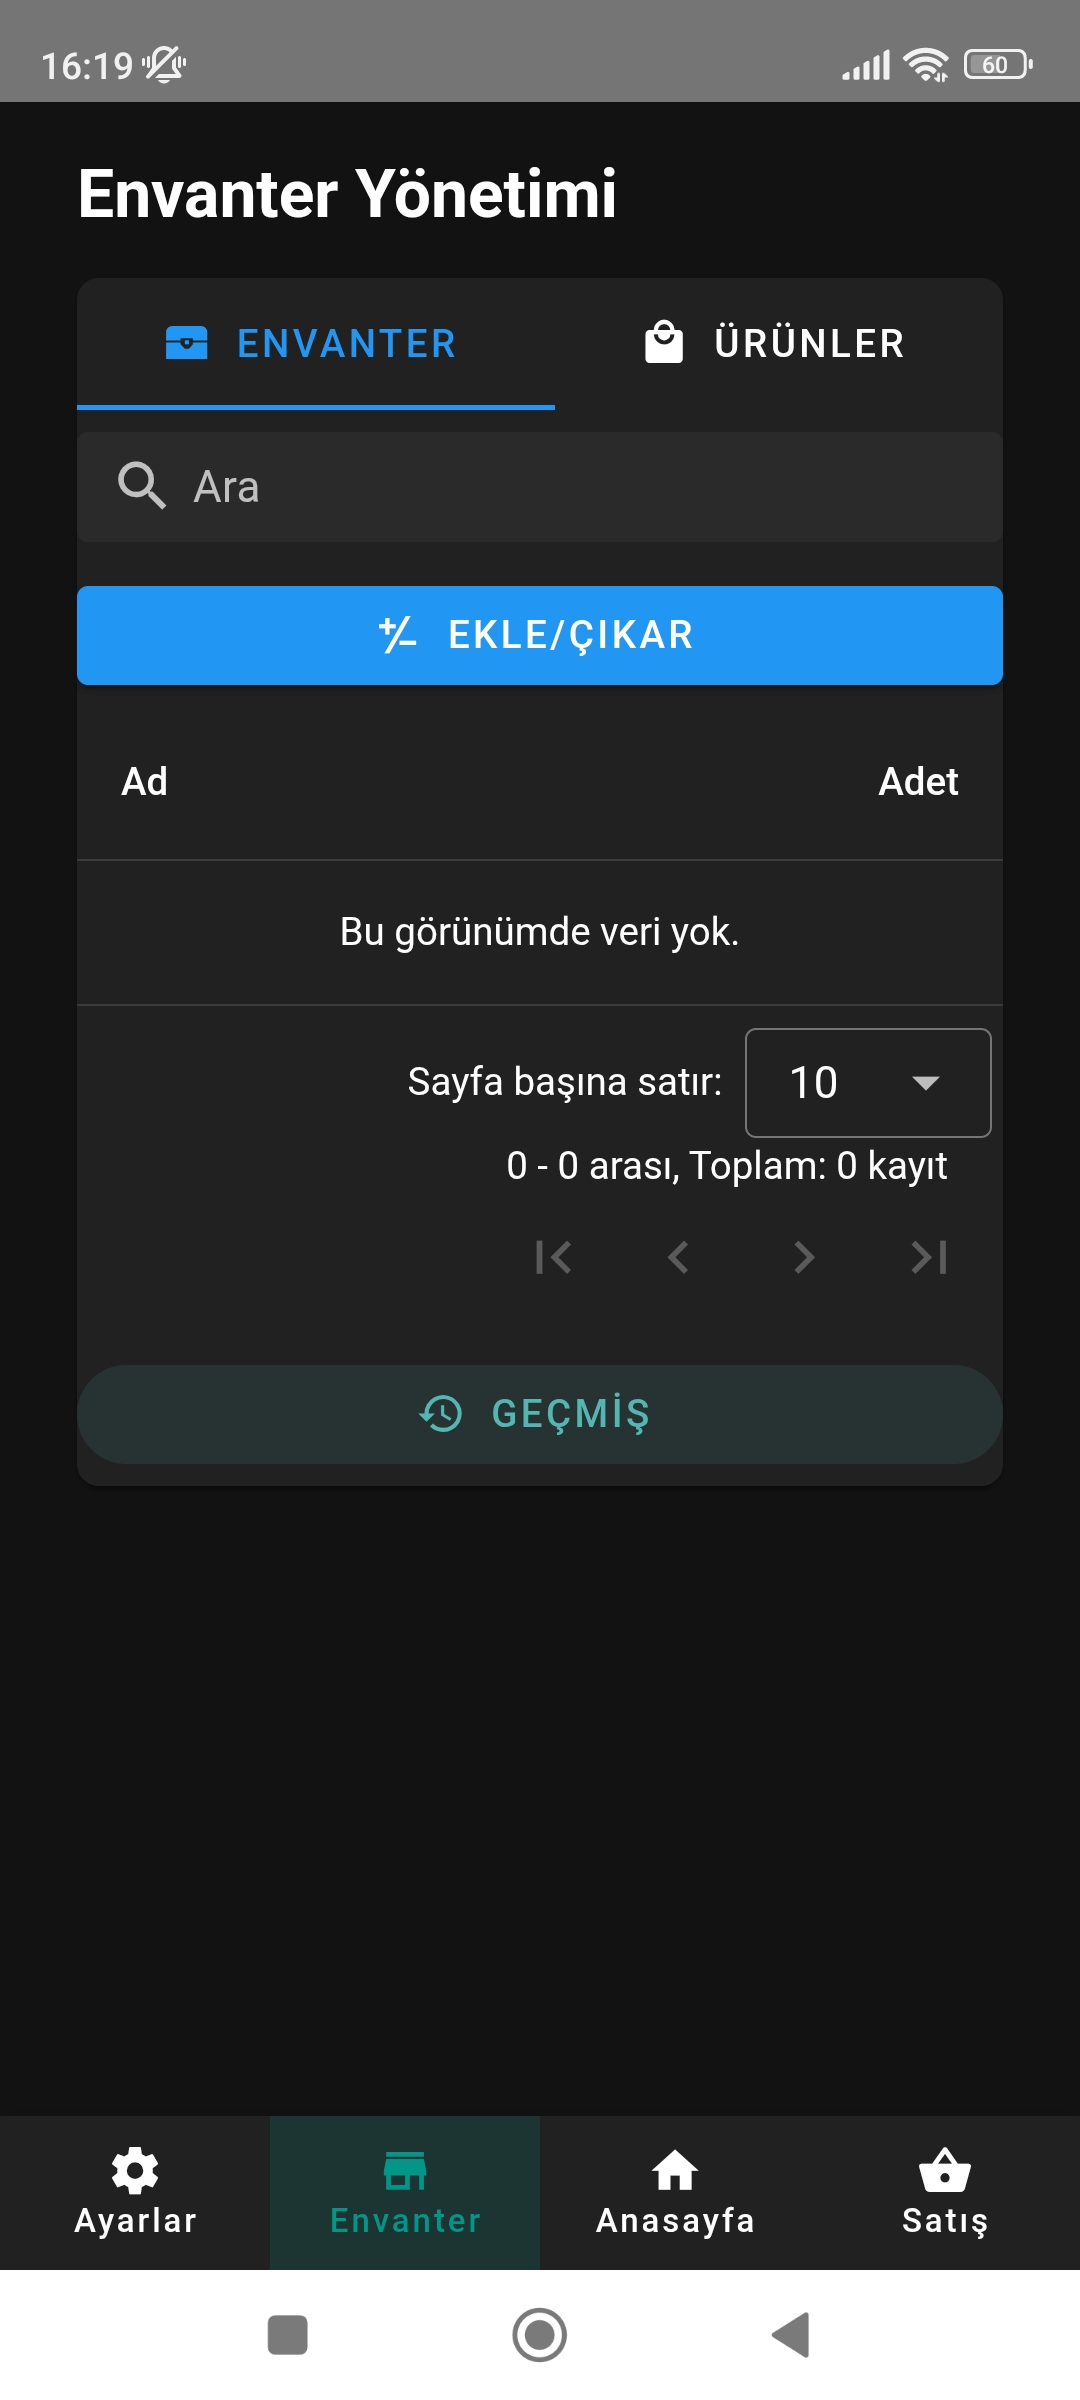 16:19
60
Envanter Yönetimi
ENVANTER
ÜRÜNLER
Ara
EKLE/ÇIKAR
Ad
Adet
Bu görünümde veri yok.
Sayfa başına satır:
10
0 - 0 arası, Toplam: 0 kayıt
GEÇMİŞ
Ayarlar
Envanter
Anasayfa
Satış